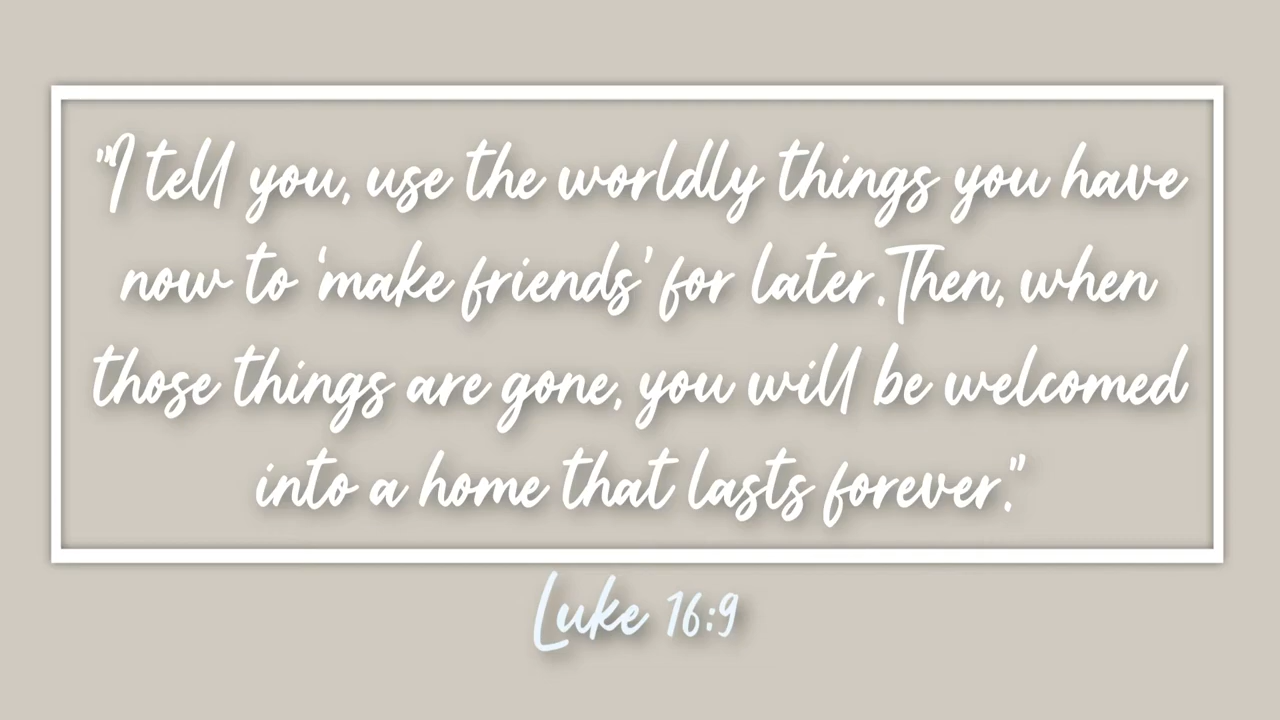 "I tell you, use the worldly things you have
now to ‘make friends’ for later. Then, when
those things are gone, you will be welcomed
into a home that lasts forever."
Luke 16:9